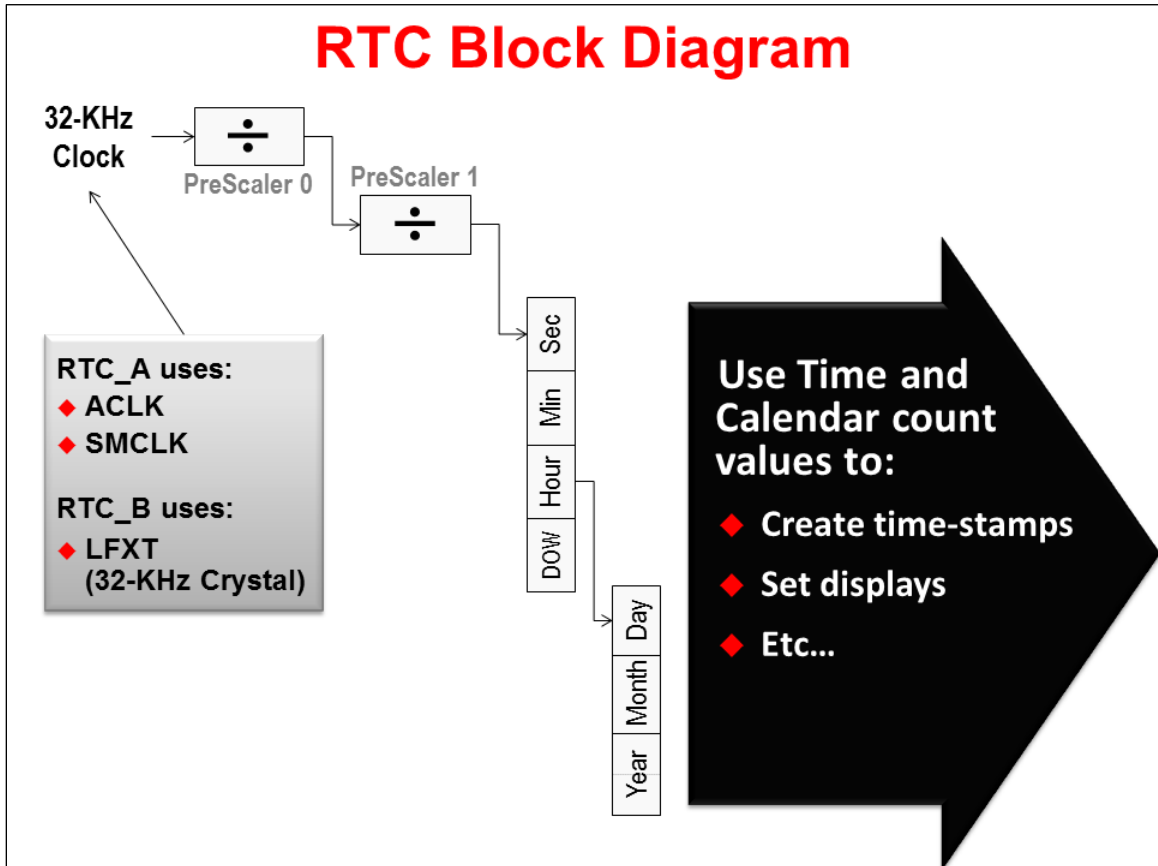 RTC Block Diagram
32-KHz
Clock
÷
PreScaler 0
PreScaler 1
÷
RTC_A uses:
◆ ACLK
◆ SMCLK
RTC_B uses:
◆ LFXT
(32-KHz Crystal)
Sec
Min
Hour
DOW
Day
Month
Year
Use Time and
Calendar count
values to:
◆ Create time-stamps
◆ Set displays
◆ Etc...